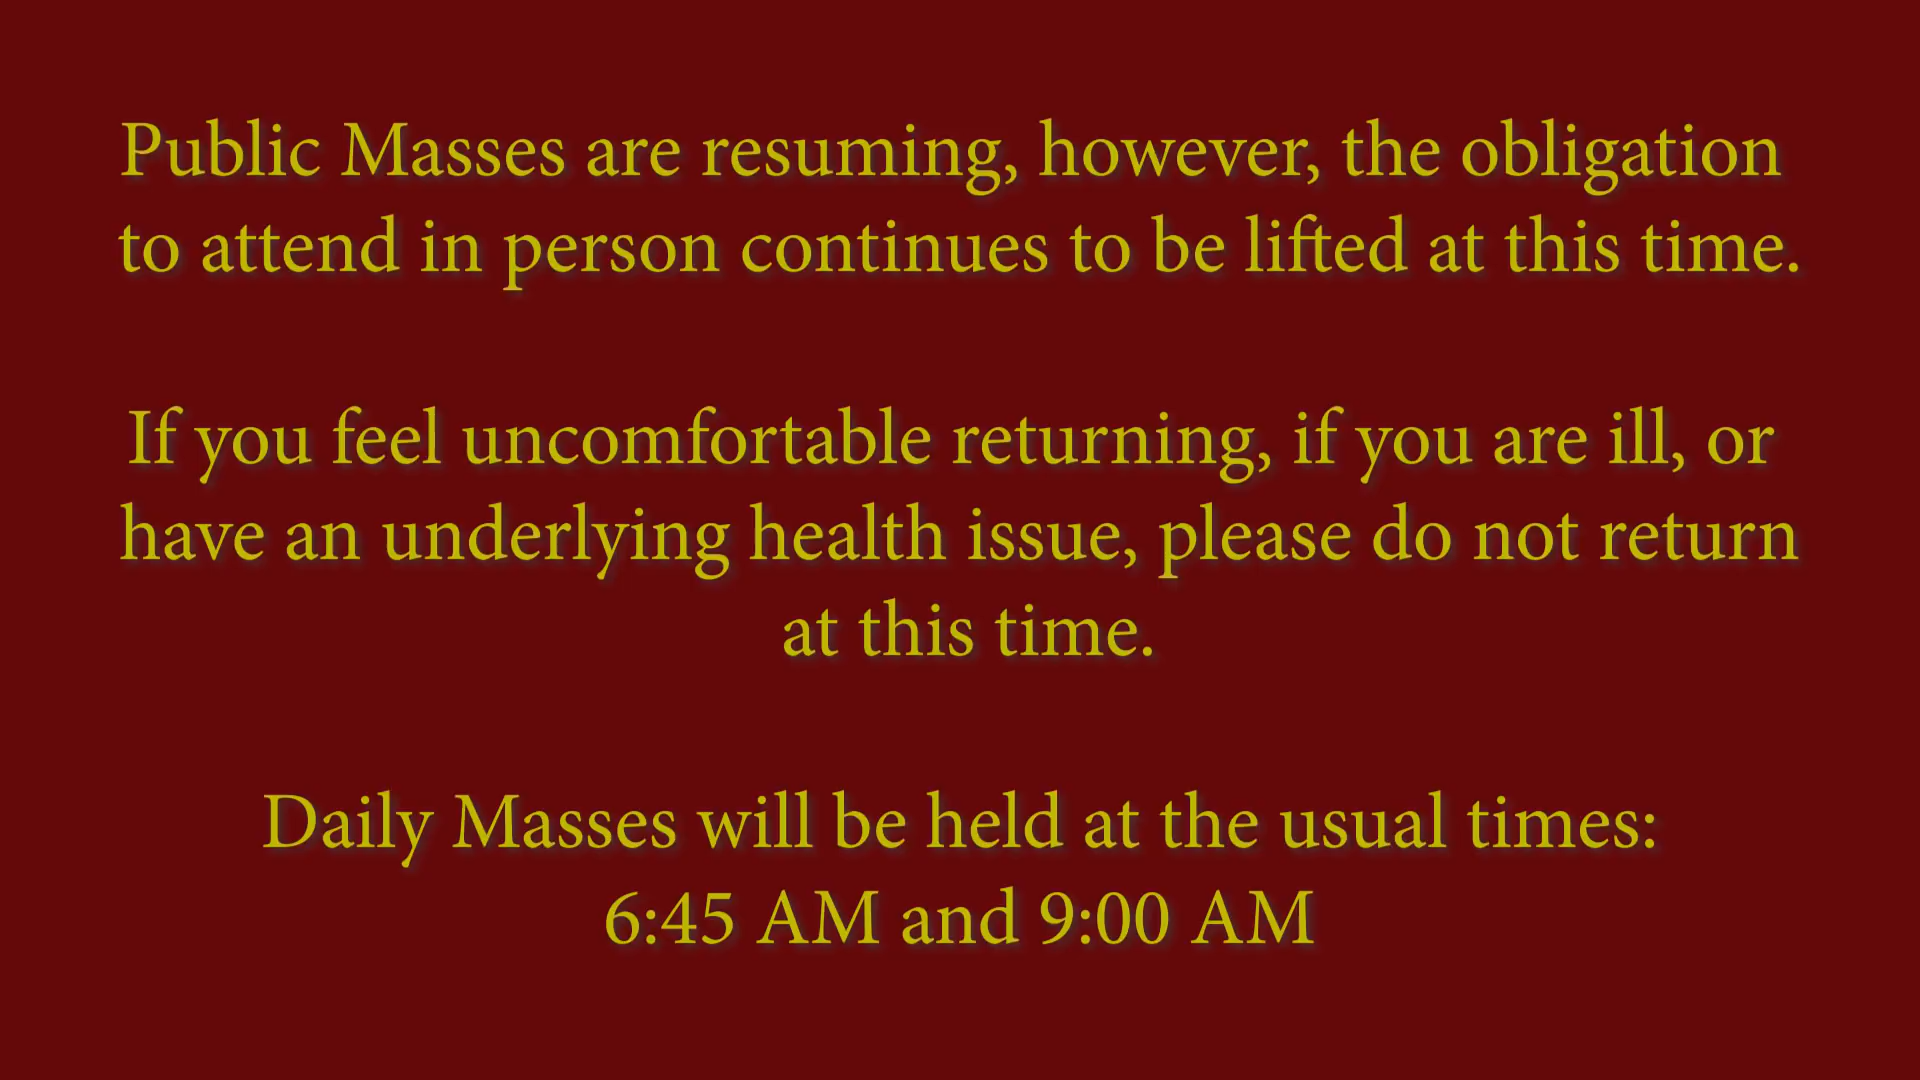 Public Masses are resuming, however, the obligation
to attend in person continues to be lifted at this time.
If you feel uncomfortable returning, if you are ill, or
have an underlying health issue, please do not return
at this time.
Daily Masses will be held at the usual times:
6:45 AM and 9:00 AM